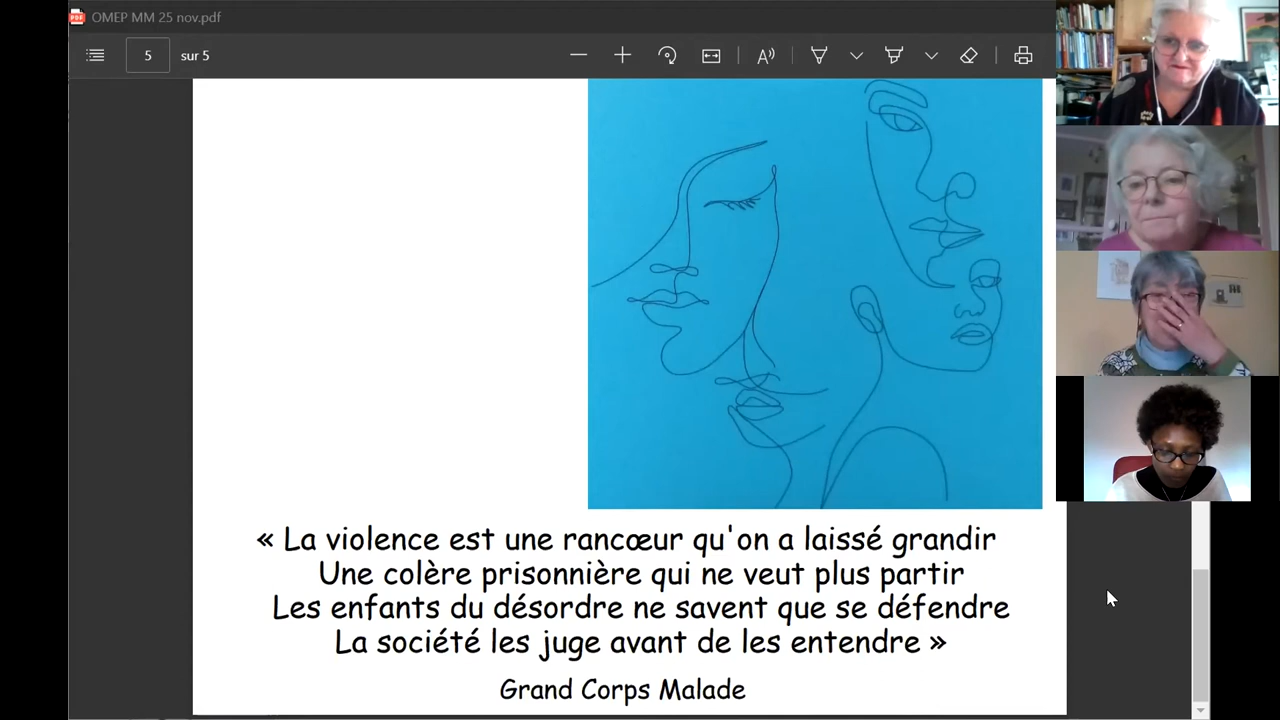 OMEP MM 25 nov.pdf
5 sur 5
« La violence est une rancœur qu'on a laissé grandir
Une colère prisonnière qui ne veut plus partir
Les enfants du désordre ne savent que se défendre
La société les juge avant de les entendre »
Grand Corps Malade